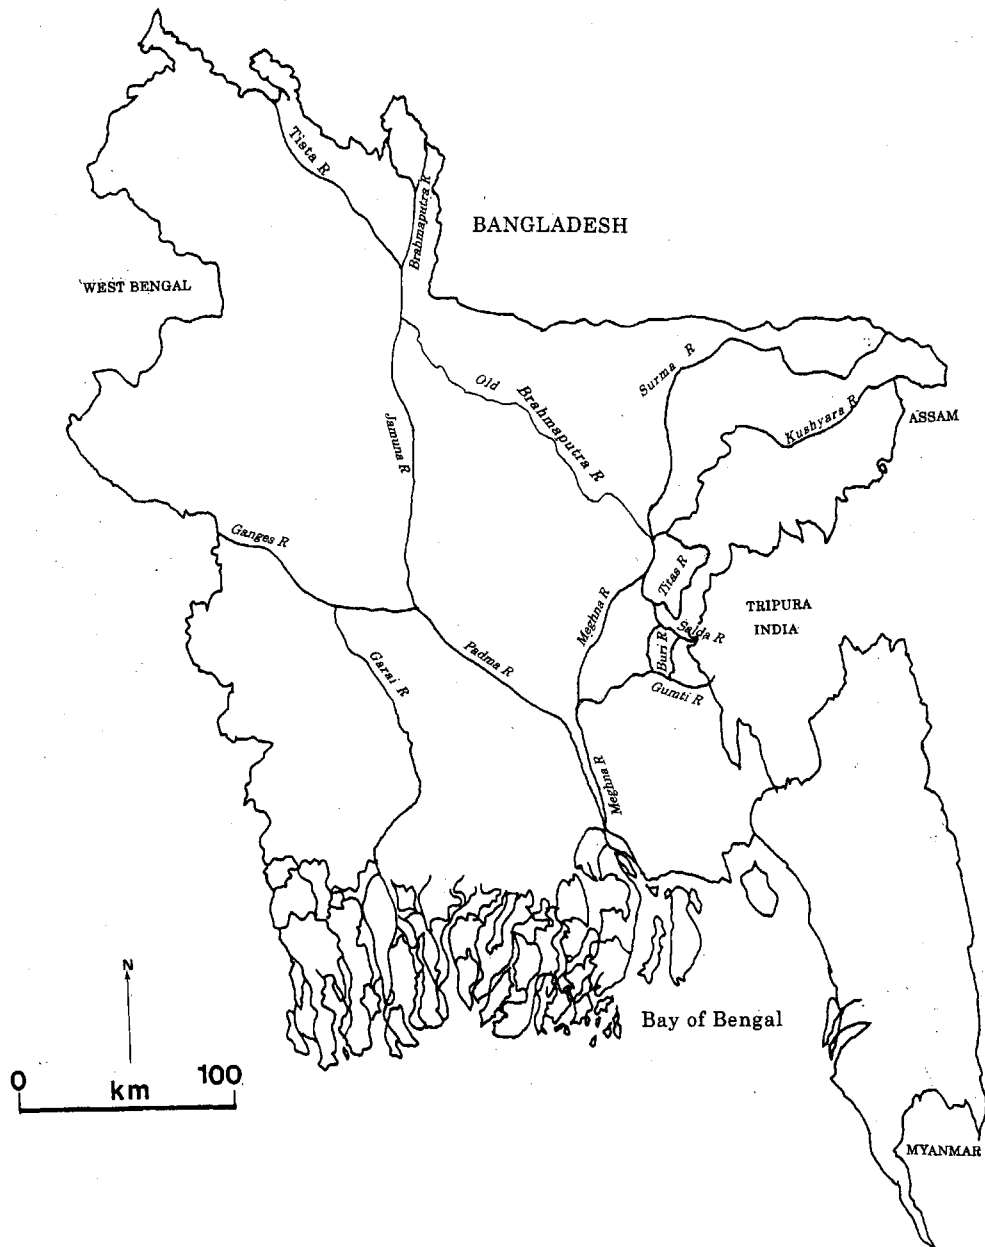 Tista R
Brahmaputra R
BANGLADESH
WEST BENGAL
Surma R
Old Brahmaputra R
Jamuna R
Kushyara R
ASSAM
Ganges R
Titas R
Meghna R
TRIPURA
INDIA
Salda R
Buri R
Padma R
Garai R
Gumti R
Meghna R
N
Bay of Bengal
0 100
km
MYANMAR